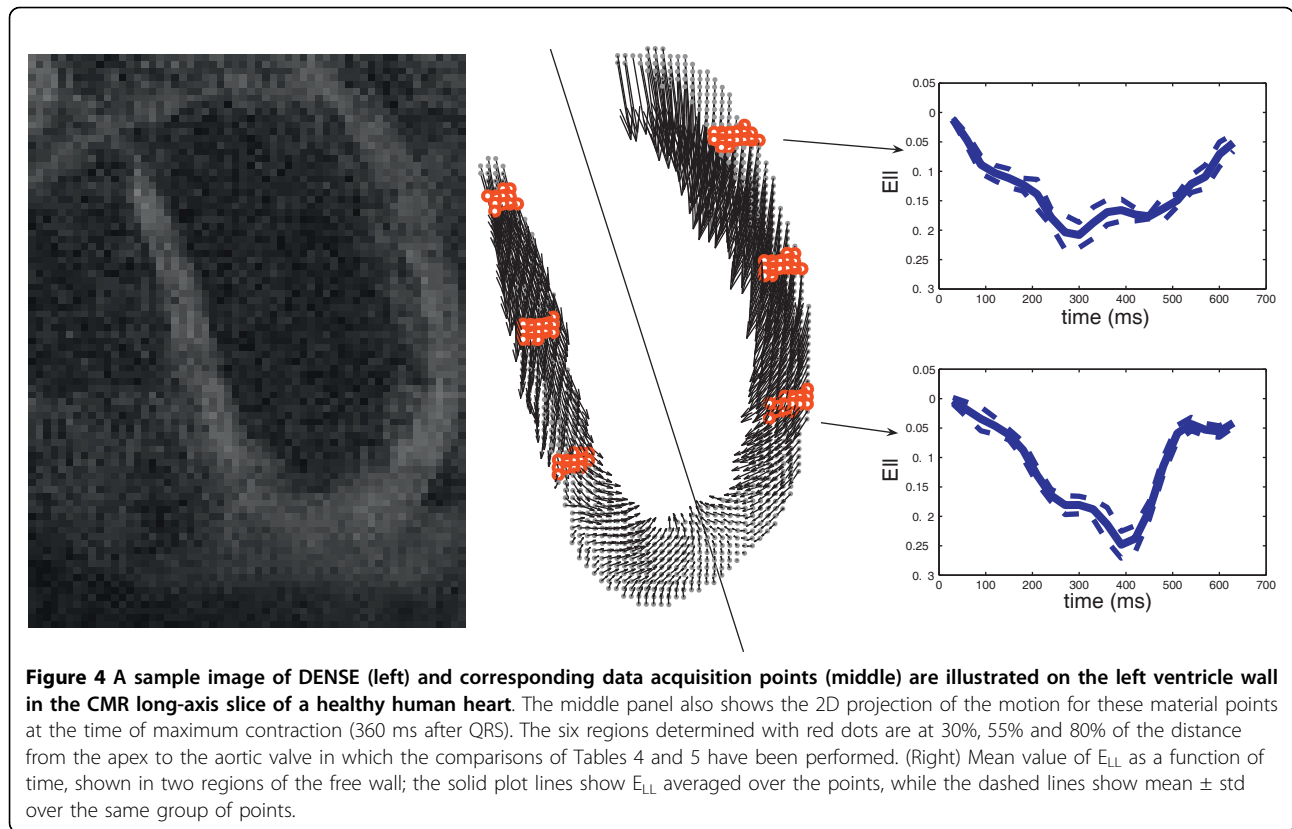 0.05
0
0.05
0. 1
0.15
0. 2
0.25
0. 3
Ell
0 100 200 300 400 500 600 700
time (ms)
0.05
0
0.05
0. 1
0.15
0. 2
0.25
0. 3
Ell
0 100 200 300 400 500 600 700
time (ms)
Figure 4 A sample image of DENSE (left) and corresponding data acquisition points (middle) are illustrated on the left ventricle wall
in the CMR long-axis slice of a healthy human heart. The middle panel also shows the 2D projection of the motion for these material points
at the time of maximum contraction (360 ms after QRS). The six regions determined with red dots are at 30%, 55% and 80% of the distance
from the apex to the aortic valve in which the comparisons of Tables 4 and 5 have been performed. (Right) Mean value of ELL as a function of
time, shown in two regions of the free wall; the solid plot lines show ELL averaged over the points, while the dashed lines show mean ± std
over the same group of points.